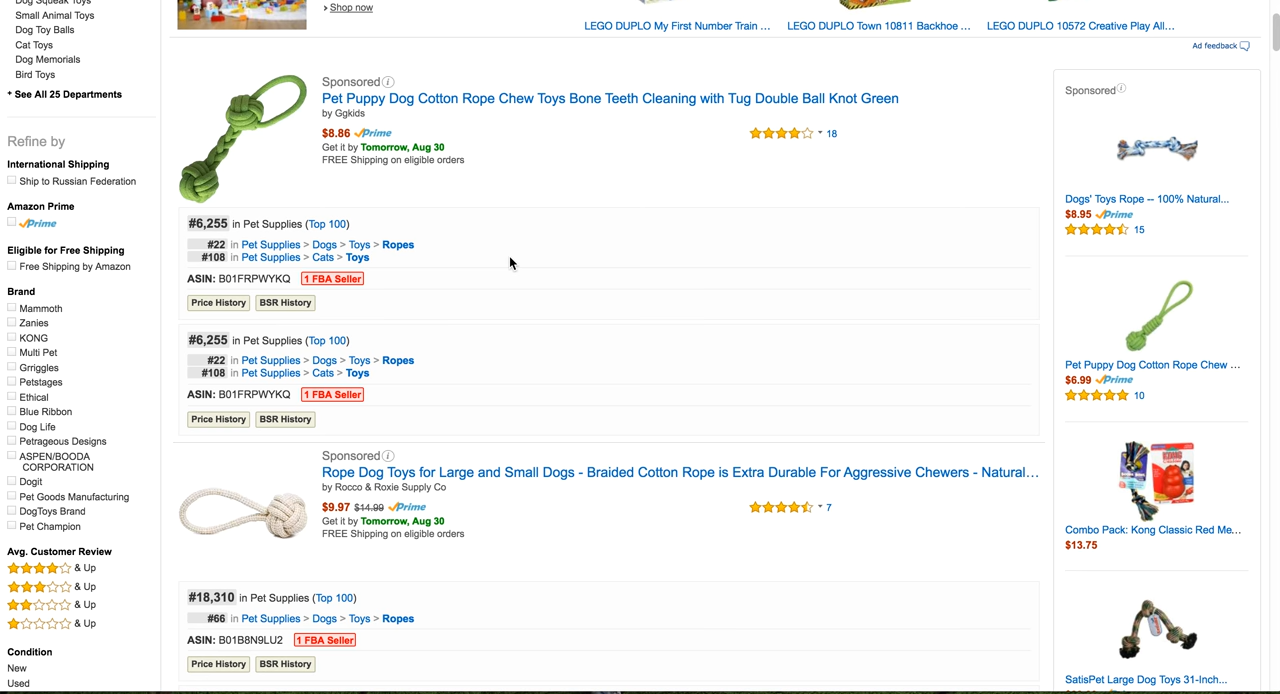 Dog Squeak Toys
Small Animal Toys
Dog Toy Balls
Cat Toys
Dog Memorials
Bird Toys
+ See All 25 Departments
Refine by
International Shipping
Ship to Russian Federation
Amazon Prime
Prime
Eligible for Free Shipping
Free Shipping by Amazon
Brand
Mammoth
Zanies
KONG
Multi Pet
Grriggles
Petstages
Ethical
Blue Ribbon
Dog Life
Petrageous Designs
ASPEN/BOODA
CORPORATION
Dogit
Pet Goods Manufacturing
DogToys Brand
Pet Champion
Avg. Customer Review
& Up
& Up
& Up
& Up
Condition
New
Used
› Shop now
LEGO DUPLO My First Number Train ...
LEGO DUPLO Town 10811 Backhoe ...
LEGO DUPLO 10572 Creative Play All...
Ad feedback
Sponsored
Pet Puppy Dog Cotton Rope Chew Toys Bone Teeth Cleaning with Tug Double Ball Knot Green
by Ggkids
$8.86 Prime
18
Get it by Tomorrow, Aug 30
FREE Shipping on eligible orders
#6,255 in Pet Supplies (Top 100)
#22 in Pet Supplies > Dogs > Toys > Ropes
#108 in Pet Supplies > Cats > Toys
ASIN: B01FRPWYKQ 1 FBA Seller
Price History BSR History
#6,255 in Pet Supplies (Top 100)
#22 in Pet Supplies > Dogs > Toys > Ropes
#108 in Pet Supplies > Cats > Toys
ASIN: B01FRPWYKQ 1 FBA Seller
Price History BSR History
Sponsored
Rope Dog Toys for Large and Small Dogs - Braided Cotton Rope is Extra Durable For Aggressive Chewers - Natural...
by Rocco & Roxie Supply Co
$9.97 $14.99 Prime
7
Get it by Tomorrow, Aug 30
FREE Shipping on eligible orders
#18,310 in Pet Supplies (Top 100)
#66 in Pet Supplies > Dogs > Toys > Ropes
ASIN: B01B8N9LU2 1 FBA Seller
Price History BSR History
Sponsored
Dogs' Toys Rope -- 100% Natural...
$8.95 Prime
15
Pet Puppy Dog Cotton Rope Chew ...
$6.99 Prime
10
Combo Pack: Kong Classic Red Me...
$13.75
SatisPet Large Dog Toys 31-Inch...